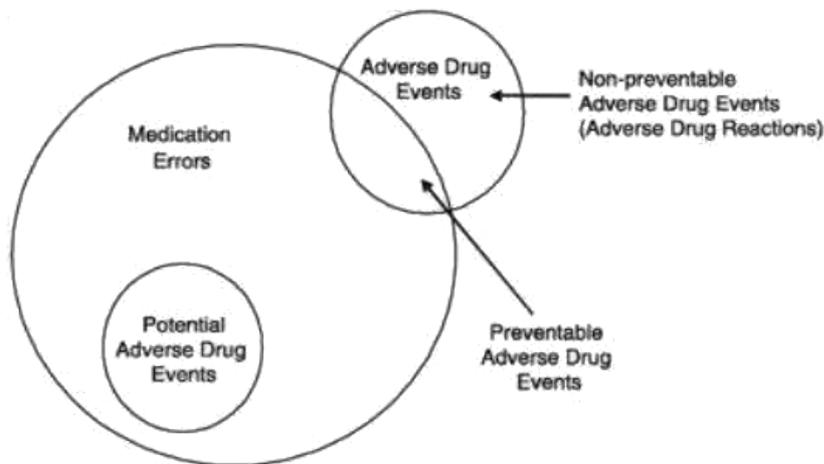 Adverse Drug
Events
Non-preventable
Adverse Drug Events
(Adverse Drug Reactions)
Medication
Errors
Potential
Adverse Drug
Events
Preventable
Adverse Drug
Events